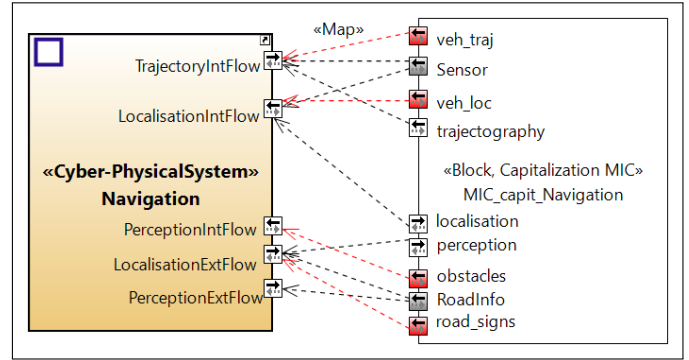 «Map»
TrajectoryIntFlow
LocalisationIntFlow
«Cyber-PhysicalSystem»
Navigation
PerceptionIntFlow
LocalisationExtFlow
PerceptionExtFlow
veh_traj
Sensor
veh_loc
trajectography
«Block, Capitalization MIC»
MIC_capit_Navigation
localisation
perception
obstacles
RoadInfo
road_signs